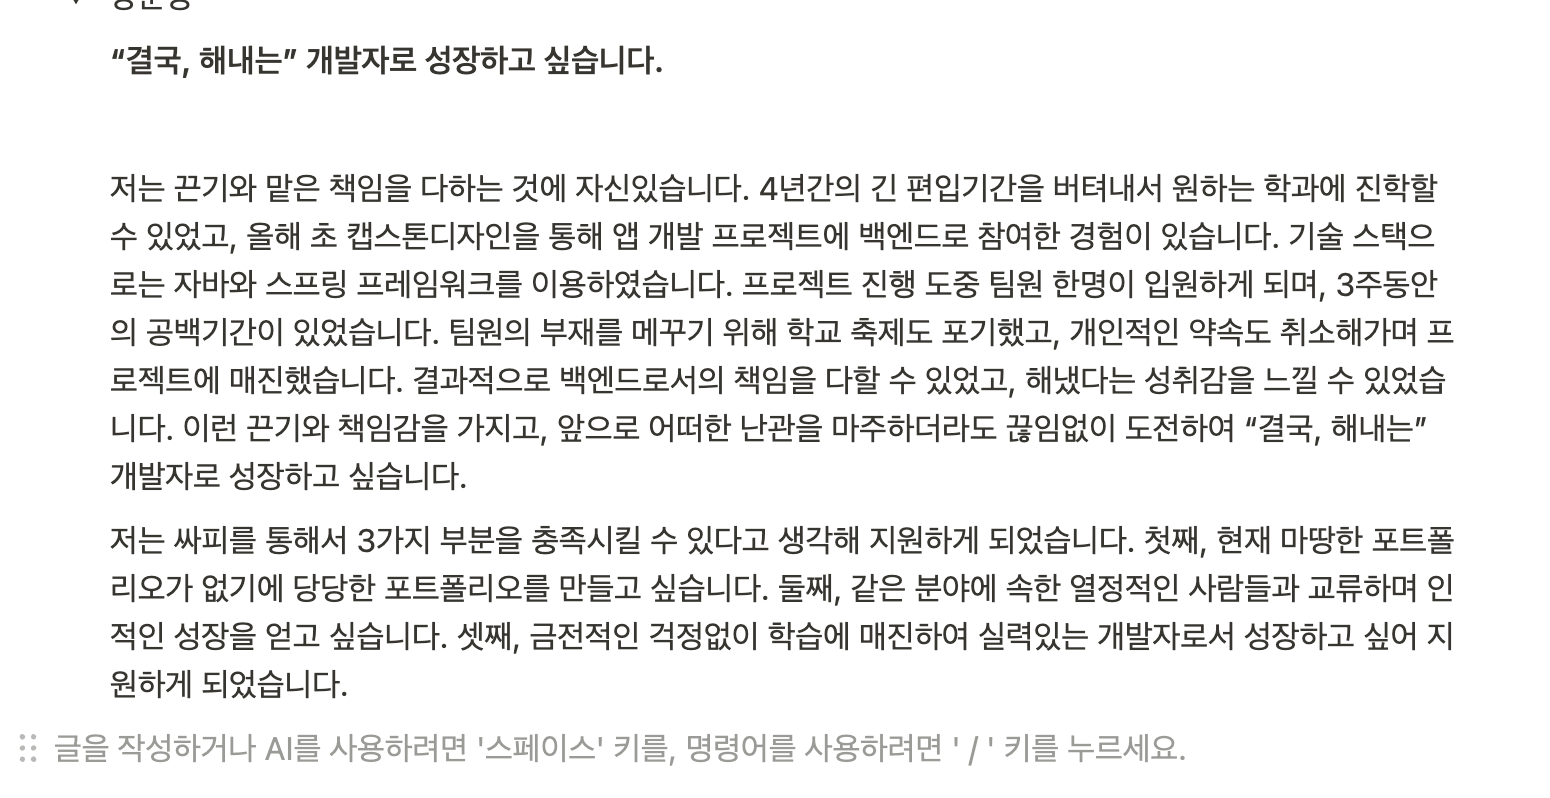 “결국, 해내는” 개발자로 성장하고 싶습니다.
저는 끈기와 맡은 책임을 다하는 것에 자신있습니다. 4년간의 긴 편입기간을 버텨내서 원하는 학과에 진학할
수 있었고, 올해 초 캡스톤디자인을 통해 앱 개발 프로젝트에 백엔드로 참여한 경험이 있습니다. 기술 스택으
로는 자바와 스프링 프레임워크를 이용하였습니다. 프로젝트 진행 도중 팀원 한명이 입원하게 되며, 3주동안
의 공백기간이 있었습니다. 팀원의 부재를 메꾸기 위해 학교 축제도 포기했고, 개인적인 약속도 취소해가며 프
로젝트에 매진했습니다. 결과적으로 백엔드로서의 책임을 다할 수 있었고, 해냈다는 성취감을 느낄 수 있었습
니다. 이런 끈기와 책임감을 가지고, 앞으로 어떠한 난관을 마주하더라도 끊임없이 도전하여 “결국, 해내는”
개발자로 성장하고 싶습니다.
저는 싸피를 통해서 3가지 부분을 충족시킬 수 있다고 생각해 지원하게 되었습니다. 첫째, 현재 마땅한 포트폴
리오가 없기에 당당한 포트폴리오를 만들고 싶습니다. 둘째, 같은 분야에 속한 열정적인 사람들과 교류하며 인
적인 성장을 얻고 싶습니다. 셋째, 금전적인 걱정없이 학습에 매진하여 실력있는 개발자로서 성장하고 싶어 지
원하게 되었습니다.
글을 작성하거나 AI를 사용하려면 '스페이스' 키를, 명령어를 사용하려면 ' / ' 키를 누르세요.